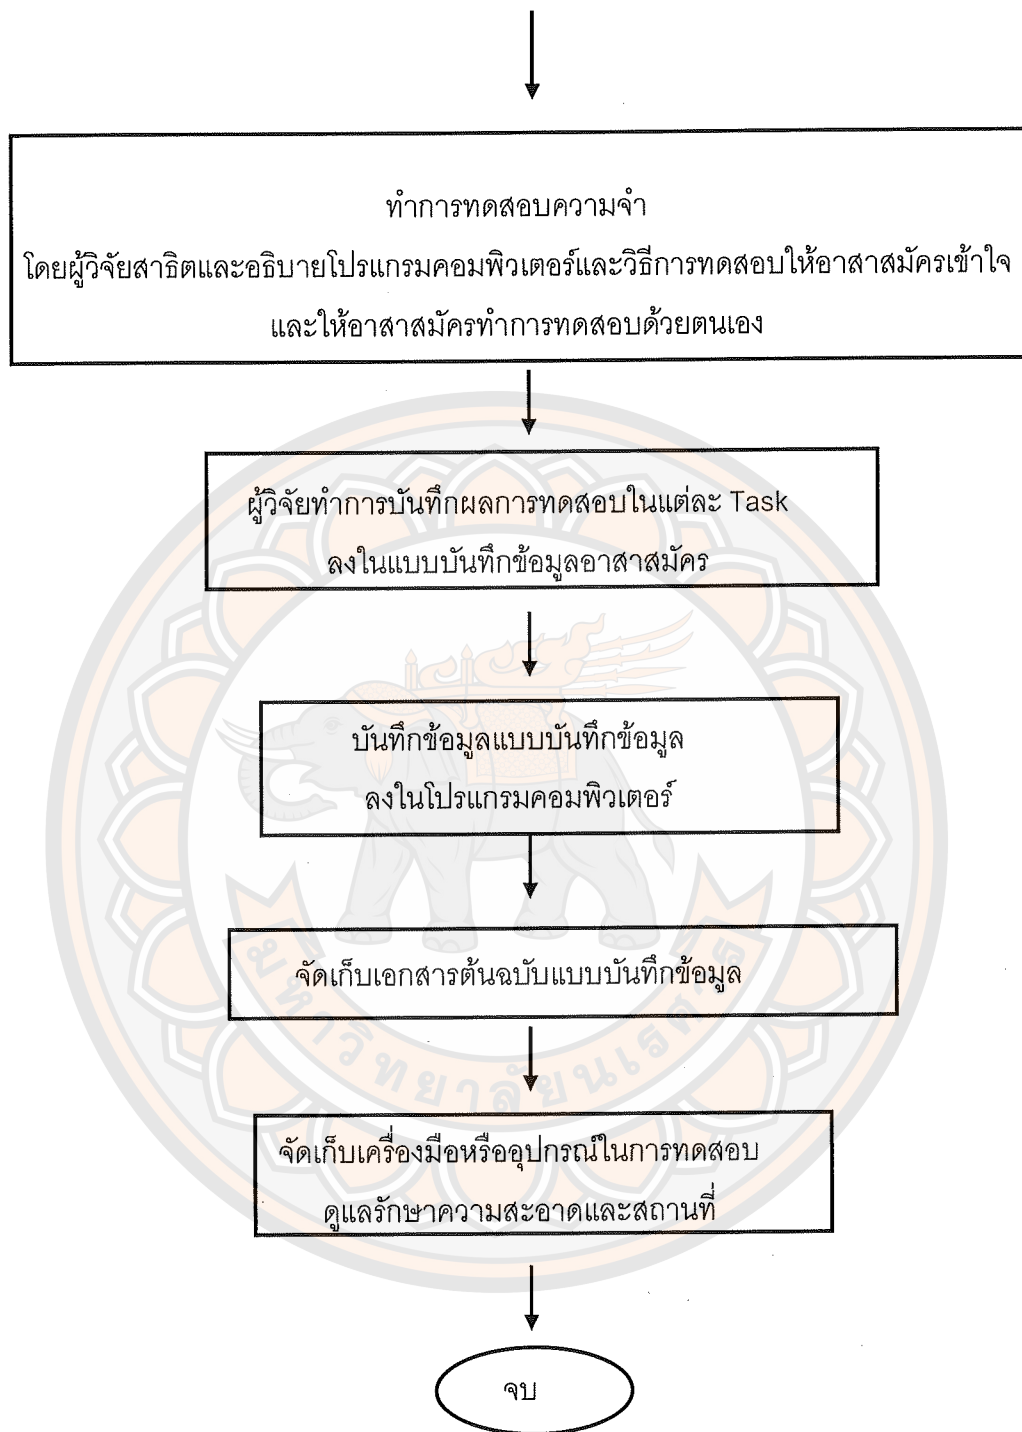 ทำการทดสอบความจำ
โดยผู้วิจัยสาธิตและอธิบายโปรแกรมคอมพิวเตอร์และวิธีการทดสอบให้อาสาสมัครเข้าใจ
และให้อาสาสมัครทำการทดสอบด้วยตนเอง
ผู้วิจัยทำการบันทึกผลการทดสอบในแต่ละ Task
ลงในแบบบันทึกข้อมูลอาสาสมัคร
บันทึกข้อมูลแบบบันทึกข้อมูล
ลงในโปรแกรมคอมพิวเตอร์
จัดเก็บเอกสารต้นฉบับแบบบันทึกข้อมูล
มหาวิทยาลัยนเรศวร
จัดเก็บเครื่องมือหรืออุปกรณ์ในการทดสอบ
ดูแลรักษาความสะอาดและสถานที่
จบ